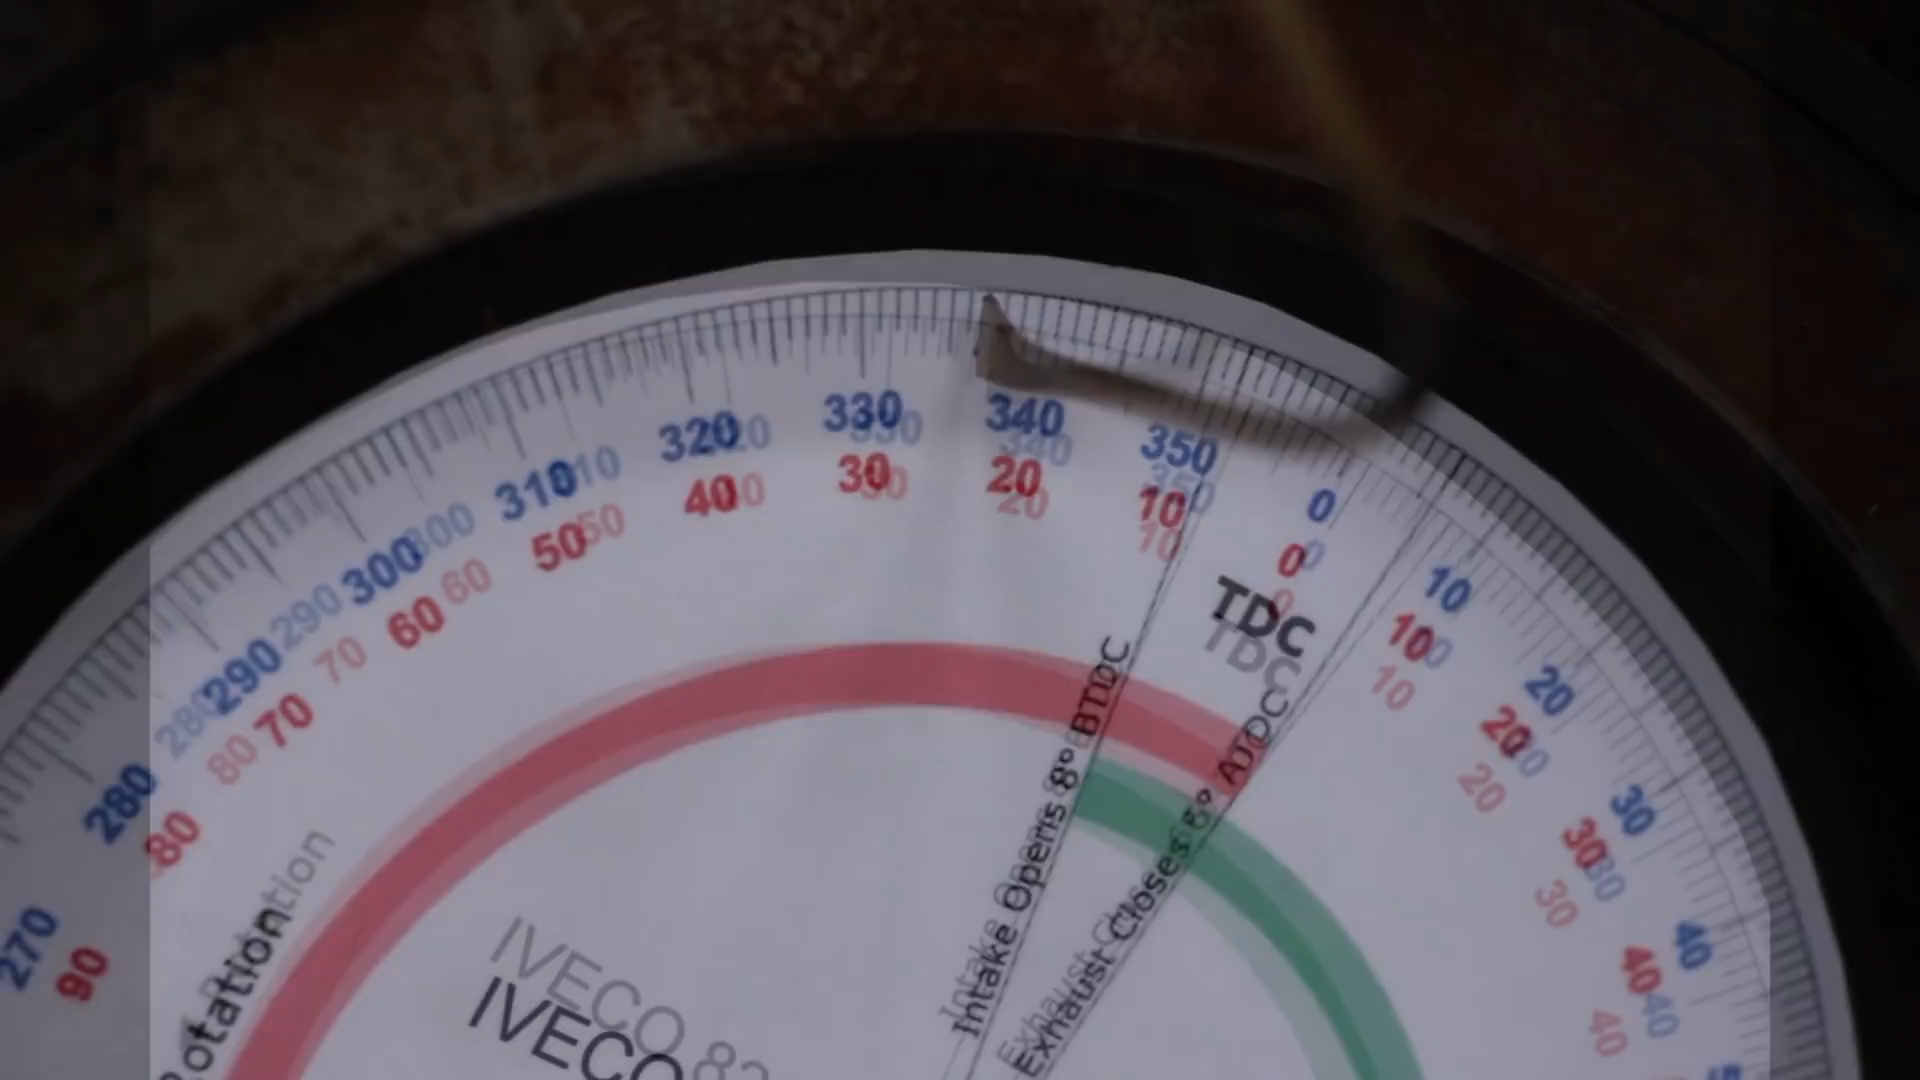 270 280 290 300 310 320 330 340 350 0 10 20 30 40
90 80 70 60 50 40 30 20 10 0 10 20 30 40
TDC
Intake Opens 8° BTDC
Exhaust Closes 6° ATDC
Rotation
IVECO 82